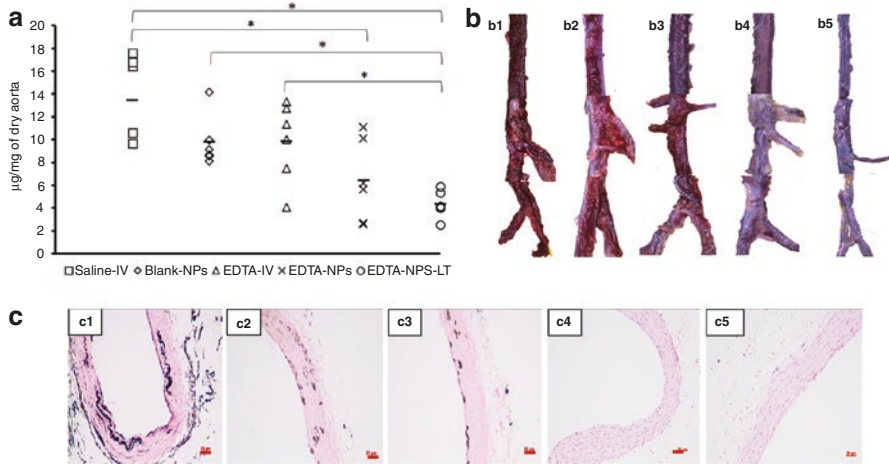 a
*
*
*
*
µg/mg of dry aorta
20
18
16
14
12
10
8
6
4
2
0
Saline-IV Blank-NPs EDTA-IV EDTA-NPs EDTA-NPS-LT
b
b1 b2 b3 b4 b5
c
c1 c2 c3 c4 c5